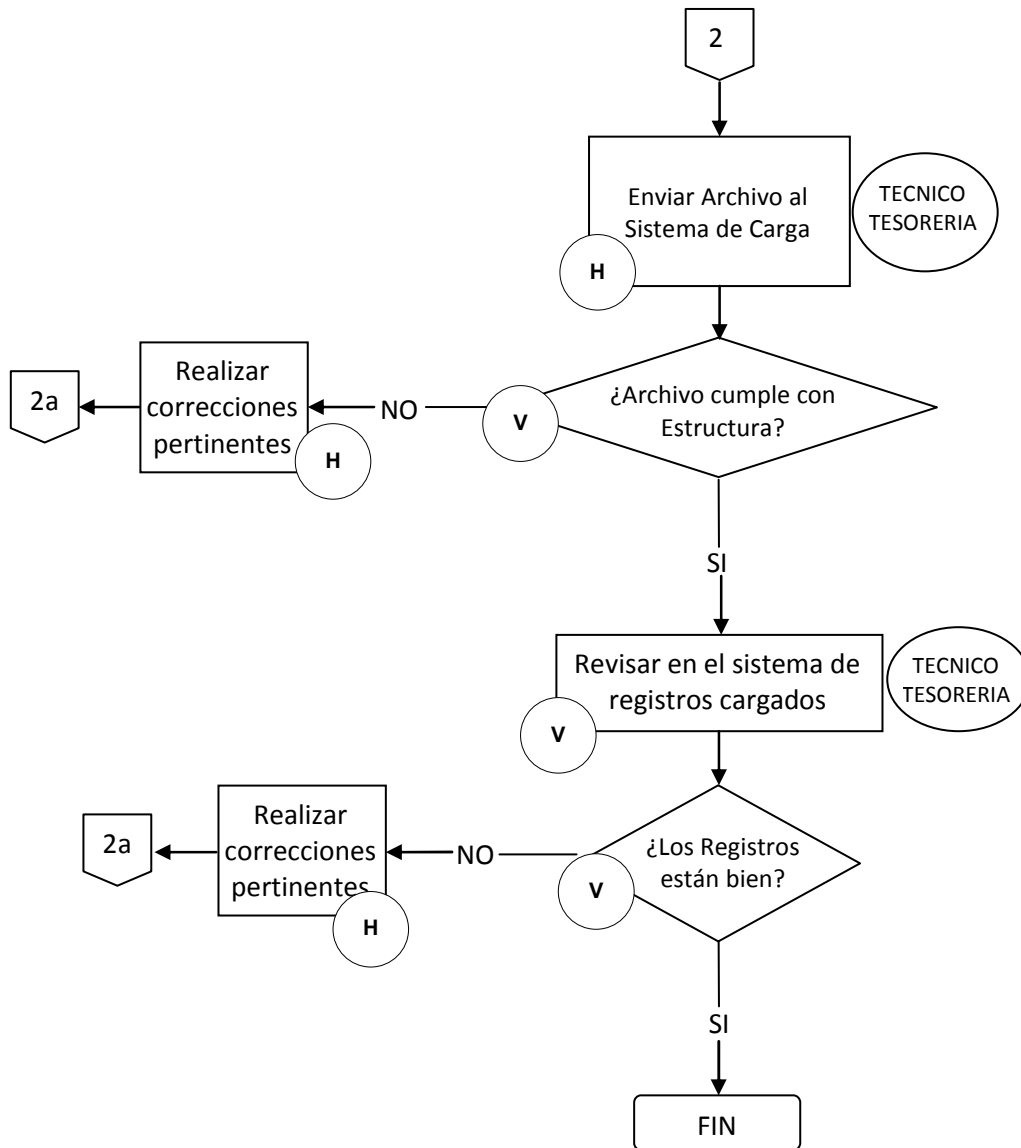 2
Enviar Archivo al
Sistema de Carga
TECNICO
TESORERIA
H
¿Archivo cumple con
Estructura?
V
NO
Realizar
correcciones
pertinentes
H
2a
SI
Revisar en el sistema de
registros cargados
TECNICO
TESORERIA
V
¿Los Registros
están bien?
V
NO
Realizar
correcciones
pertinentes
H
2a
SI
FIN